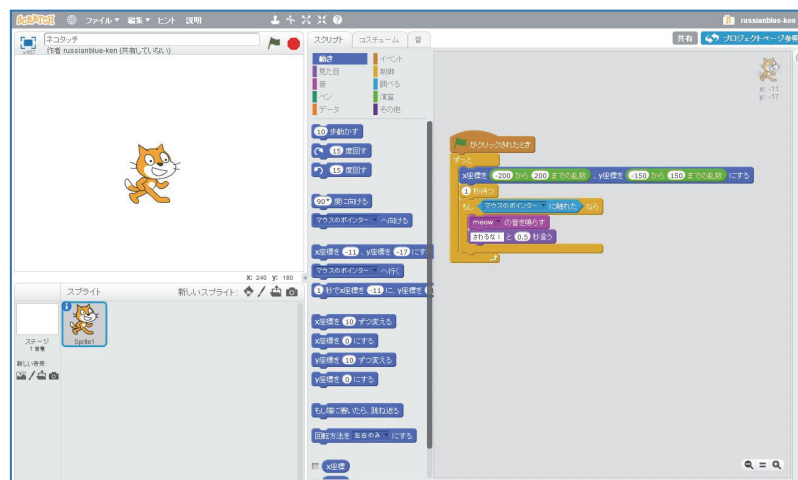 SCRATCH ファイル▼ 編集▼ ヒント 説明
russianblue-ken
v457
ネコタッチ
作者 russianblue-ken (共有していない)
スクリプト コスチューム 音
共有 プロジェクトページ参照
動き イベント
見た目 制御
音 調べる
ペン 演算
データ その他
10 歩動かす
15 度回す
15 度回す
90▼ 度に向ける
マウスのポインター へ向ける
x座標を -11 、y座標を -17 にす
マウスのポインター へ行く
1 秒でx座標を -11 に、y座標を
x座標を 10 ずつ変える
x座標を 0 にする
y座標を 10 ずつ変える
y座標を 0 にする
もし端に着いたら、跳ね返る
回転方法を 左右のみ にする
x座標
x: -11
y: -17
がクリックされたとき
ずっと
x座標を -200 から 200 までの乱数 、y座標を -150 から 150 までの乱数 にする
1 秒待つ
もし マウスのポインター に触れた なら
meow の音を鳴らす
さわるな! と 0.5 秒言う
X: 240 y: 180
スプライト 新しいスプライト:
ステージ
1 背景
新しい背景:
Sprite1